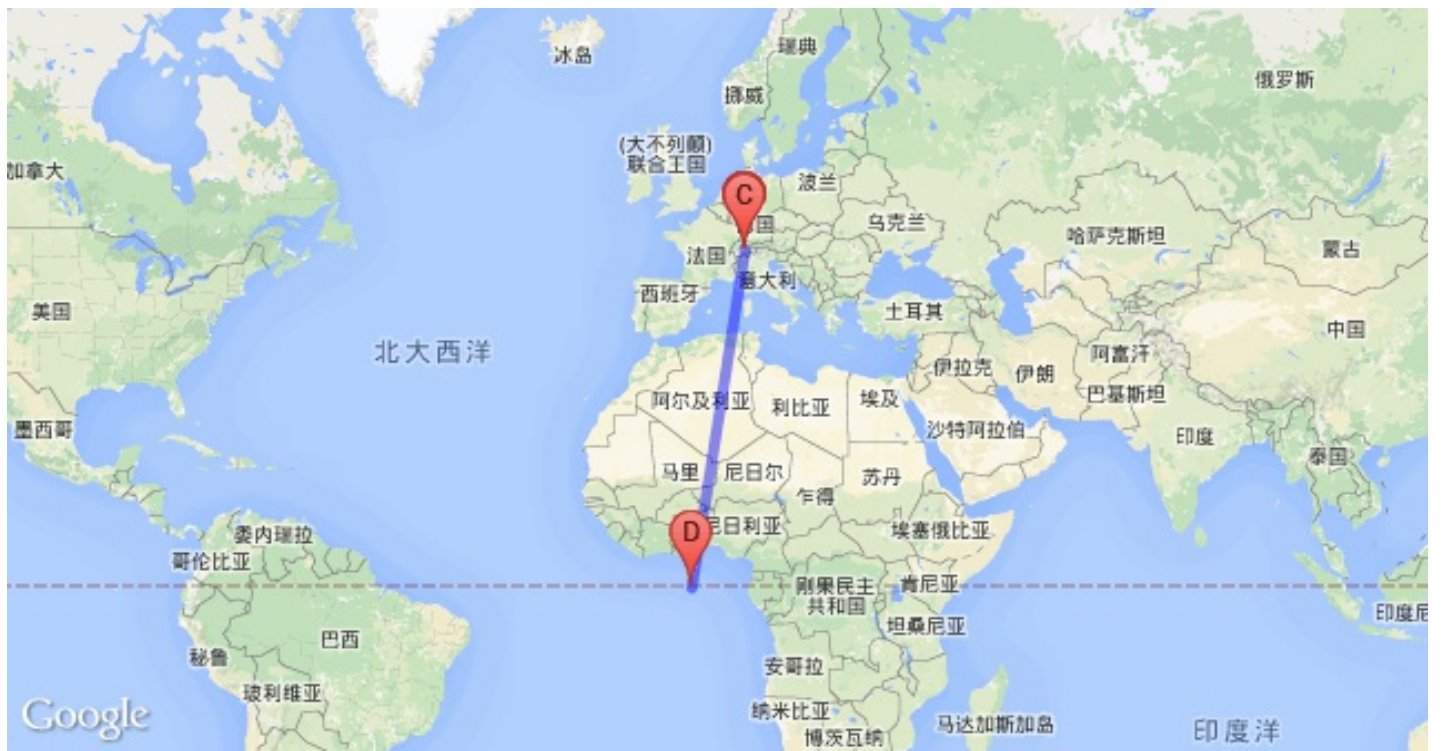 瑞典
冰岛
俄罗斯
挪威
(大不列颠)
联合王国
加拿大
波兰
C
国
乌克兰
哈萨克斯坦
蒙古
法国
意大利
西班牙
美国
土耳其
中国
北大西洋
阿富汗
伊拉克
伊朗
巴基斯坦
阿尔及利亚
利比亚
埃及
墨西哥
沙特阿拉伯
印度
泰国
马里
尼日尔
苏丹
乍得
委内瑞拉
D
尼日利亚
埃塞俄比亚
哥伦比亚
刚果民主
共和国
肯尼亚
印度尼
坦桑尼亚
巴西
秘鲁
安哥拉
玻利维亚
纳米比亚
马达加斯加岛
博茨瓦纳
印度洋
Google